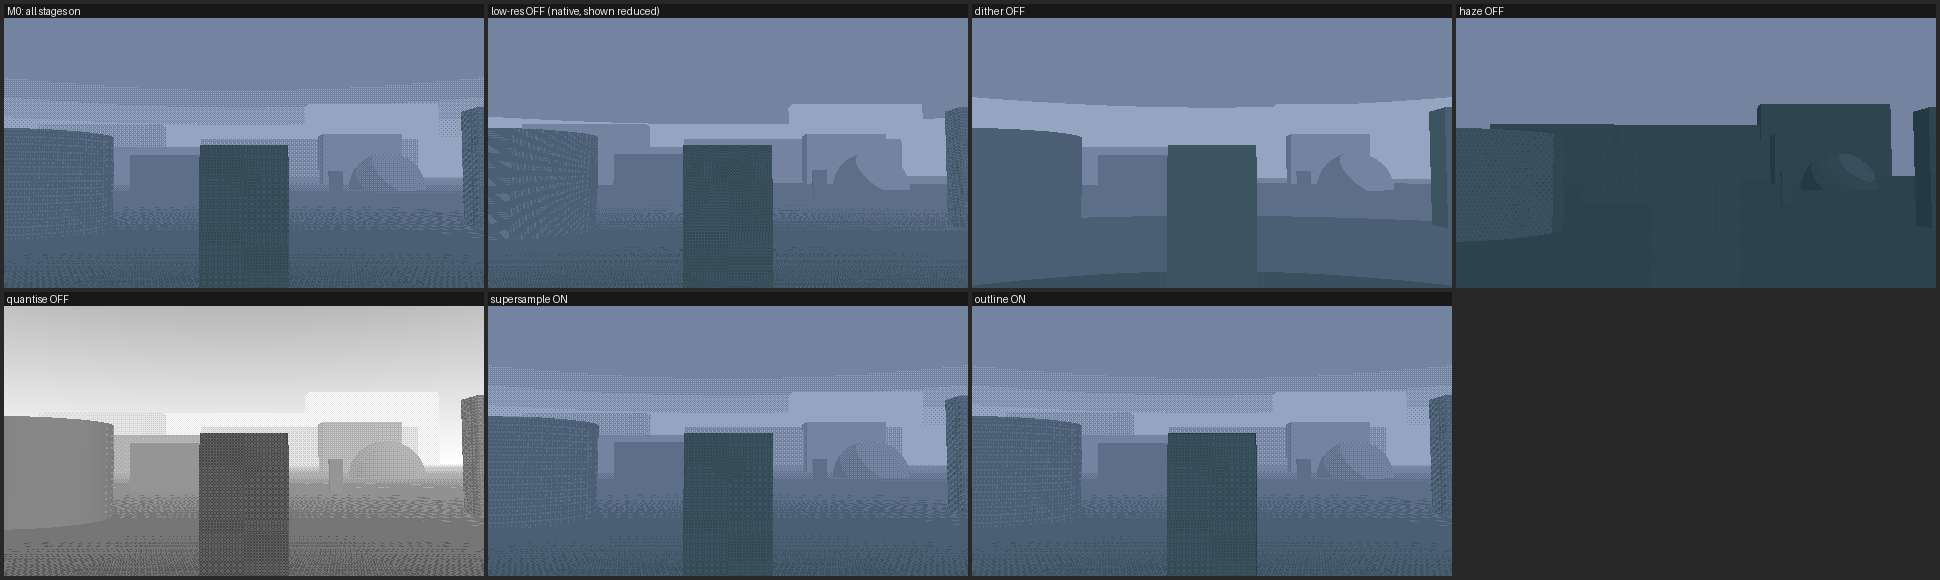 M0: all stages on
low-res OFF (native, shown reduced)
dither OFF
haze OFF
quantise OFF
supersample ON
outline ON